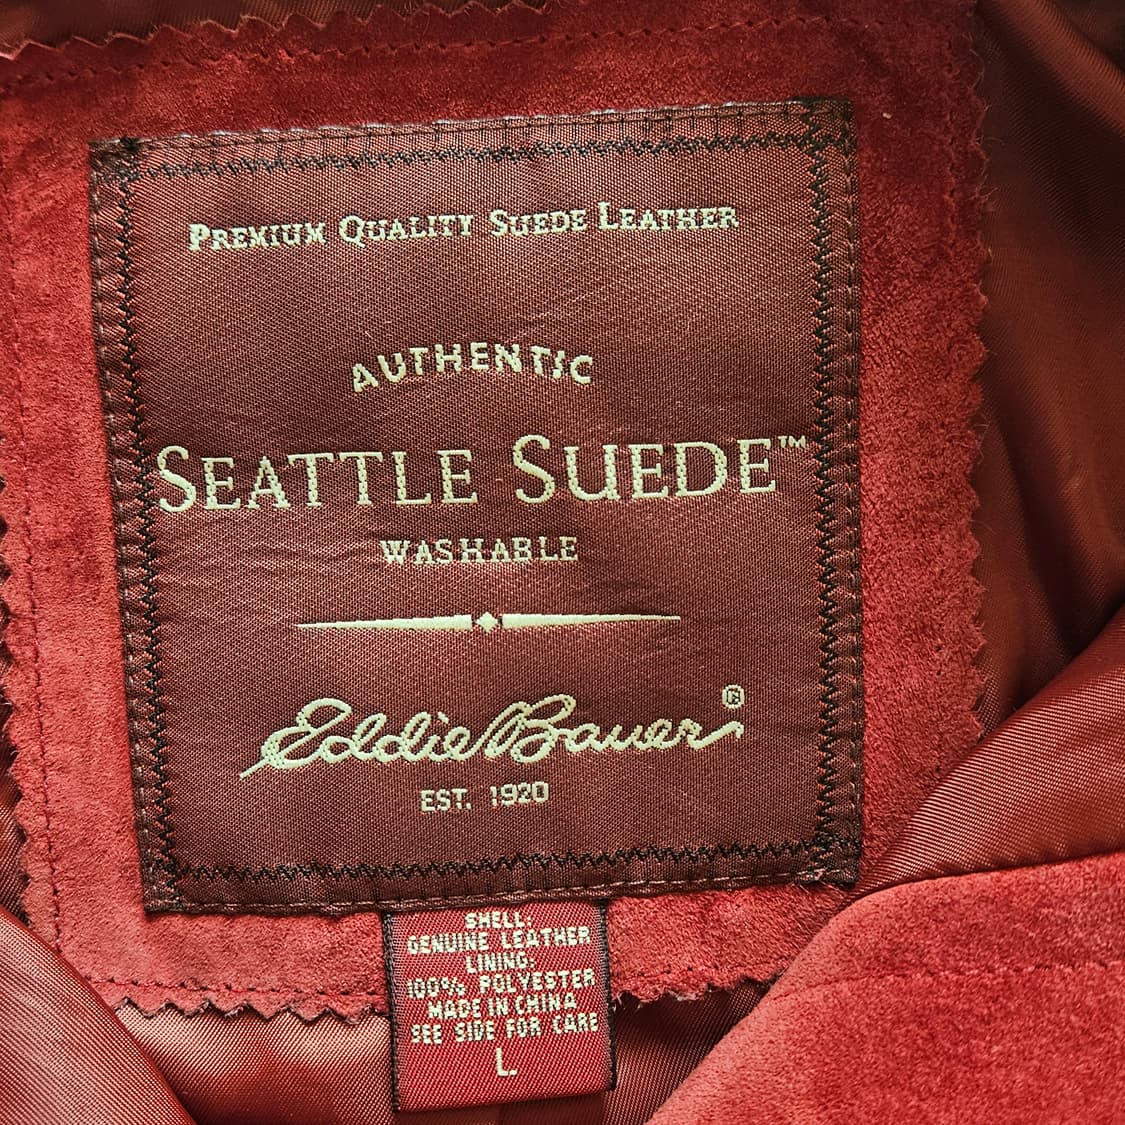 PREMIUM QUALITY SUEDE LEATHER
AUTHENTIC
SEATTLE SUEDE™
WASHABLE
Eddie Bauer®
EST. 1920
SHELL:
GENUINE LEATHER
LINING:
100% POLYESTER
MADE IN CHINA
SEE SIDE FOR CARE
L.